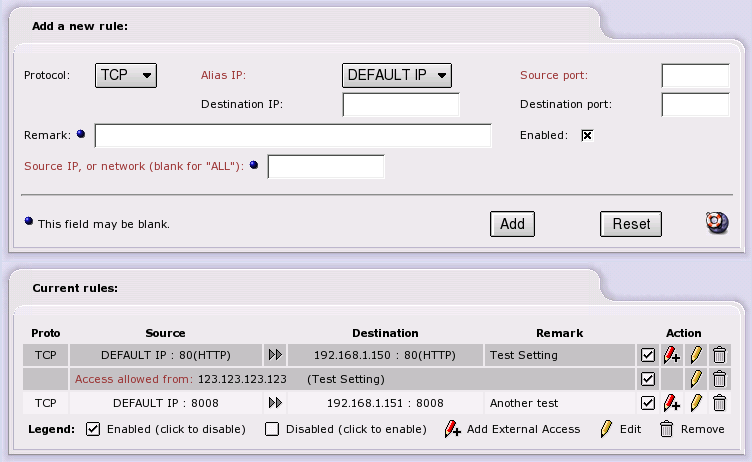 Add a new rule:
Protocol: TCP Alias IP: DEFAULT IP Source port:
Destination IP: Destination port:
Remark: Enabled:
Source IP, or network (blank for "ALL"):
This field may be blank. Add Reset
Current rules:
Proto Source Destination Remark Action
TCP DEFAULT IP : 80(HTTP) 192.168.1.150 : 80(HTTP) Test Setting
Access allowed from: 123.123.123.123 (Test Setting)
TCP DEFAULT IP : 8008 192.168.1.151 : 8008 Another test
Legend: Enabled (click to disable) Disabled (click to enable) Add External Access Edit Remove